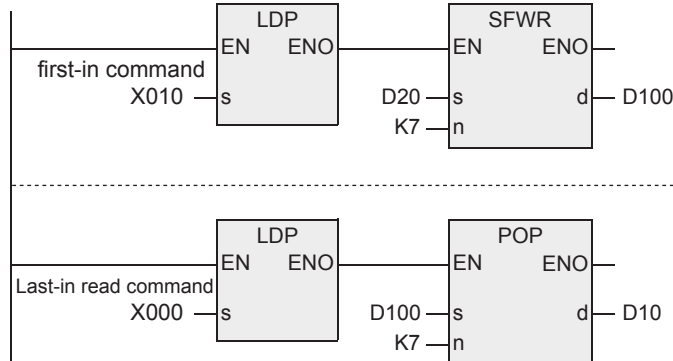 LDP SFWR
EN ENO EN ENO
first-in command
X010 s D20 s d D100
K7 n
LDP POP
EN ENO EN ENO
Last-in read command
X000 s D100 s d D10
K7 n